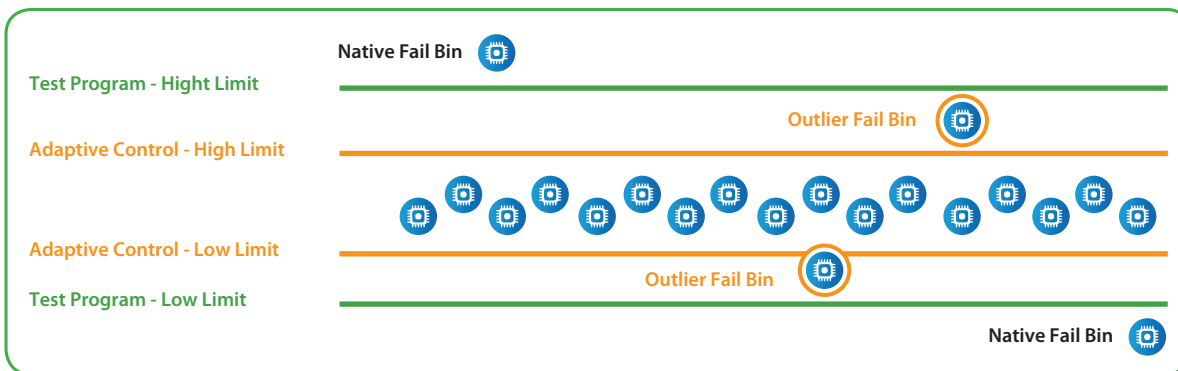 Native Fail Bin
Test Program - Hight Limit
Outlier Fail Bin
Adaptive Control - High Limit
Adaptive Control - Low Limit
Outlier Fail Bin
Test Program - Low Limit
Native Fail Bin